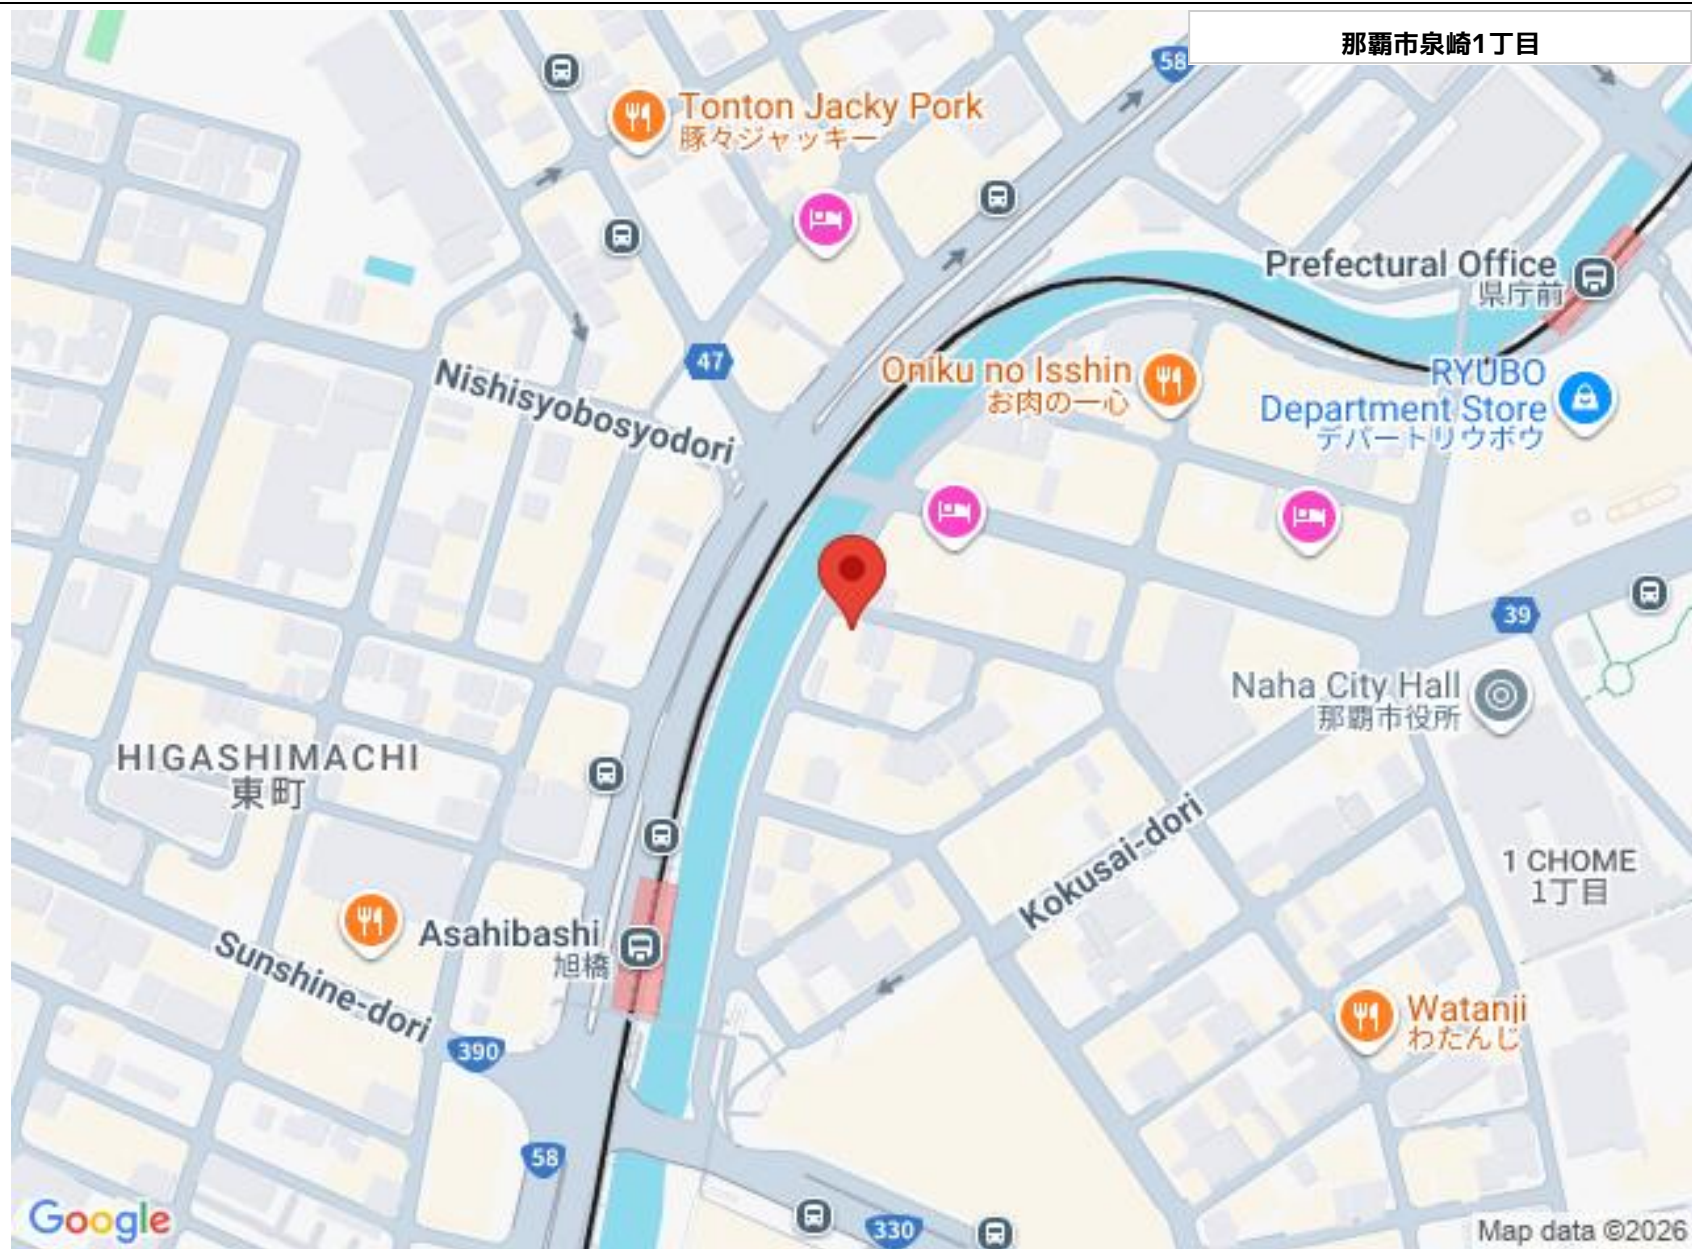 那覇市泉崎1丁目
58
Tonton Jacky Pork
豚々ジャッキー
Prefectural Office
県庁前
47
Nishisyobosyodori
Oniku no Isshin
お肉の一心
RYUBO
Department Store
デパートリウボウ
39
Naha City Hall
那覇市役所
HIGASHIMACHI
東町
Kokusai-dori
1 CHOME
1丁目
Asahibashi
旭橋
Sunshine-dori
Watanji
わたんじ
390
58
330
Google
Map data ©2026